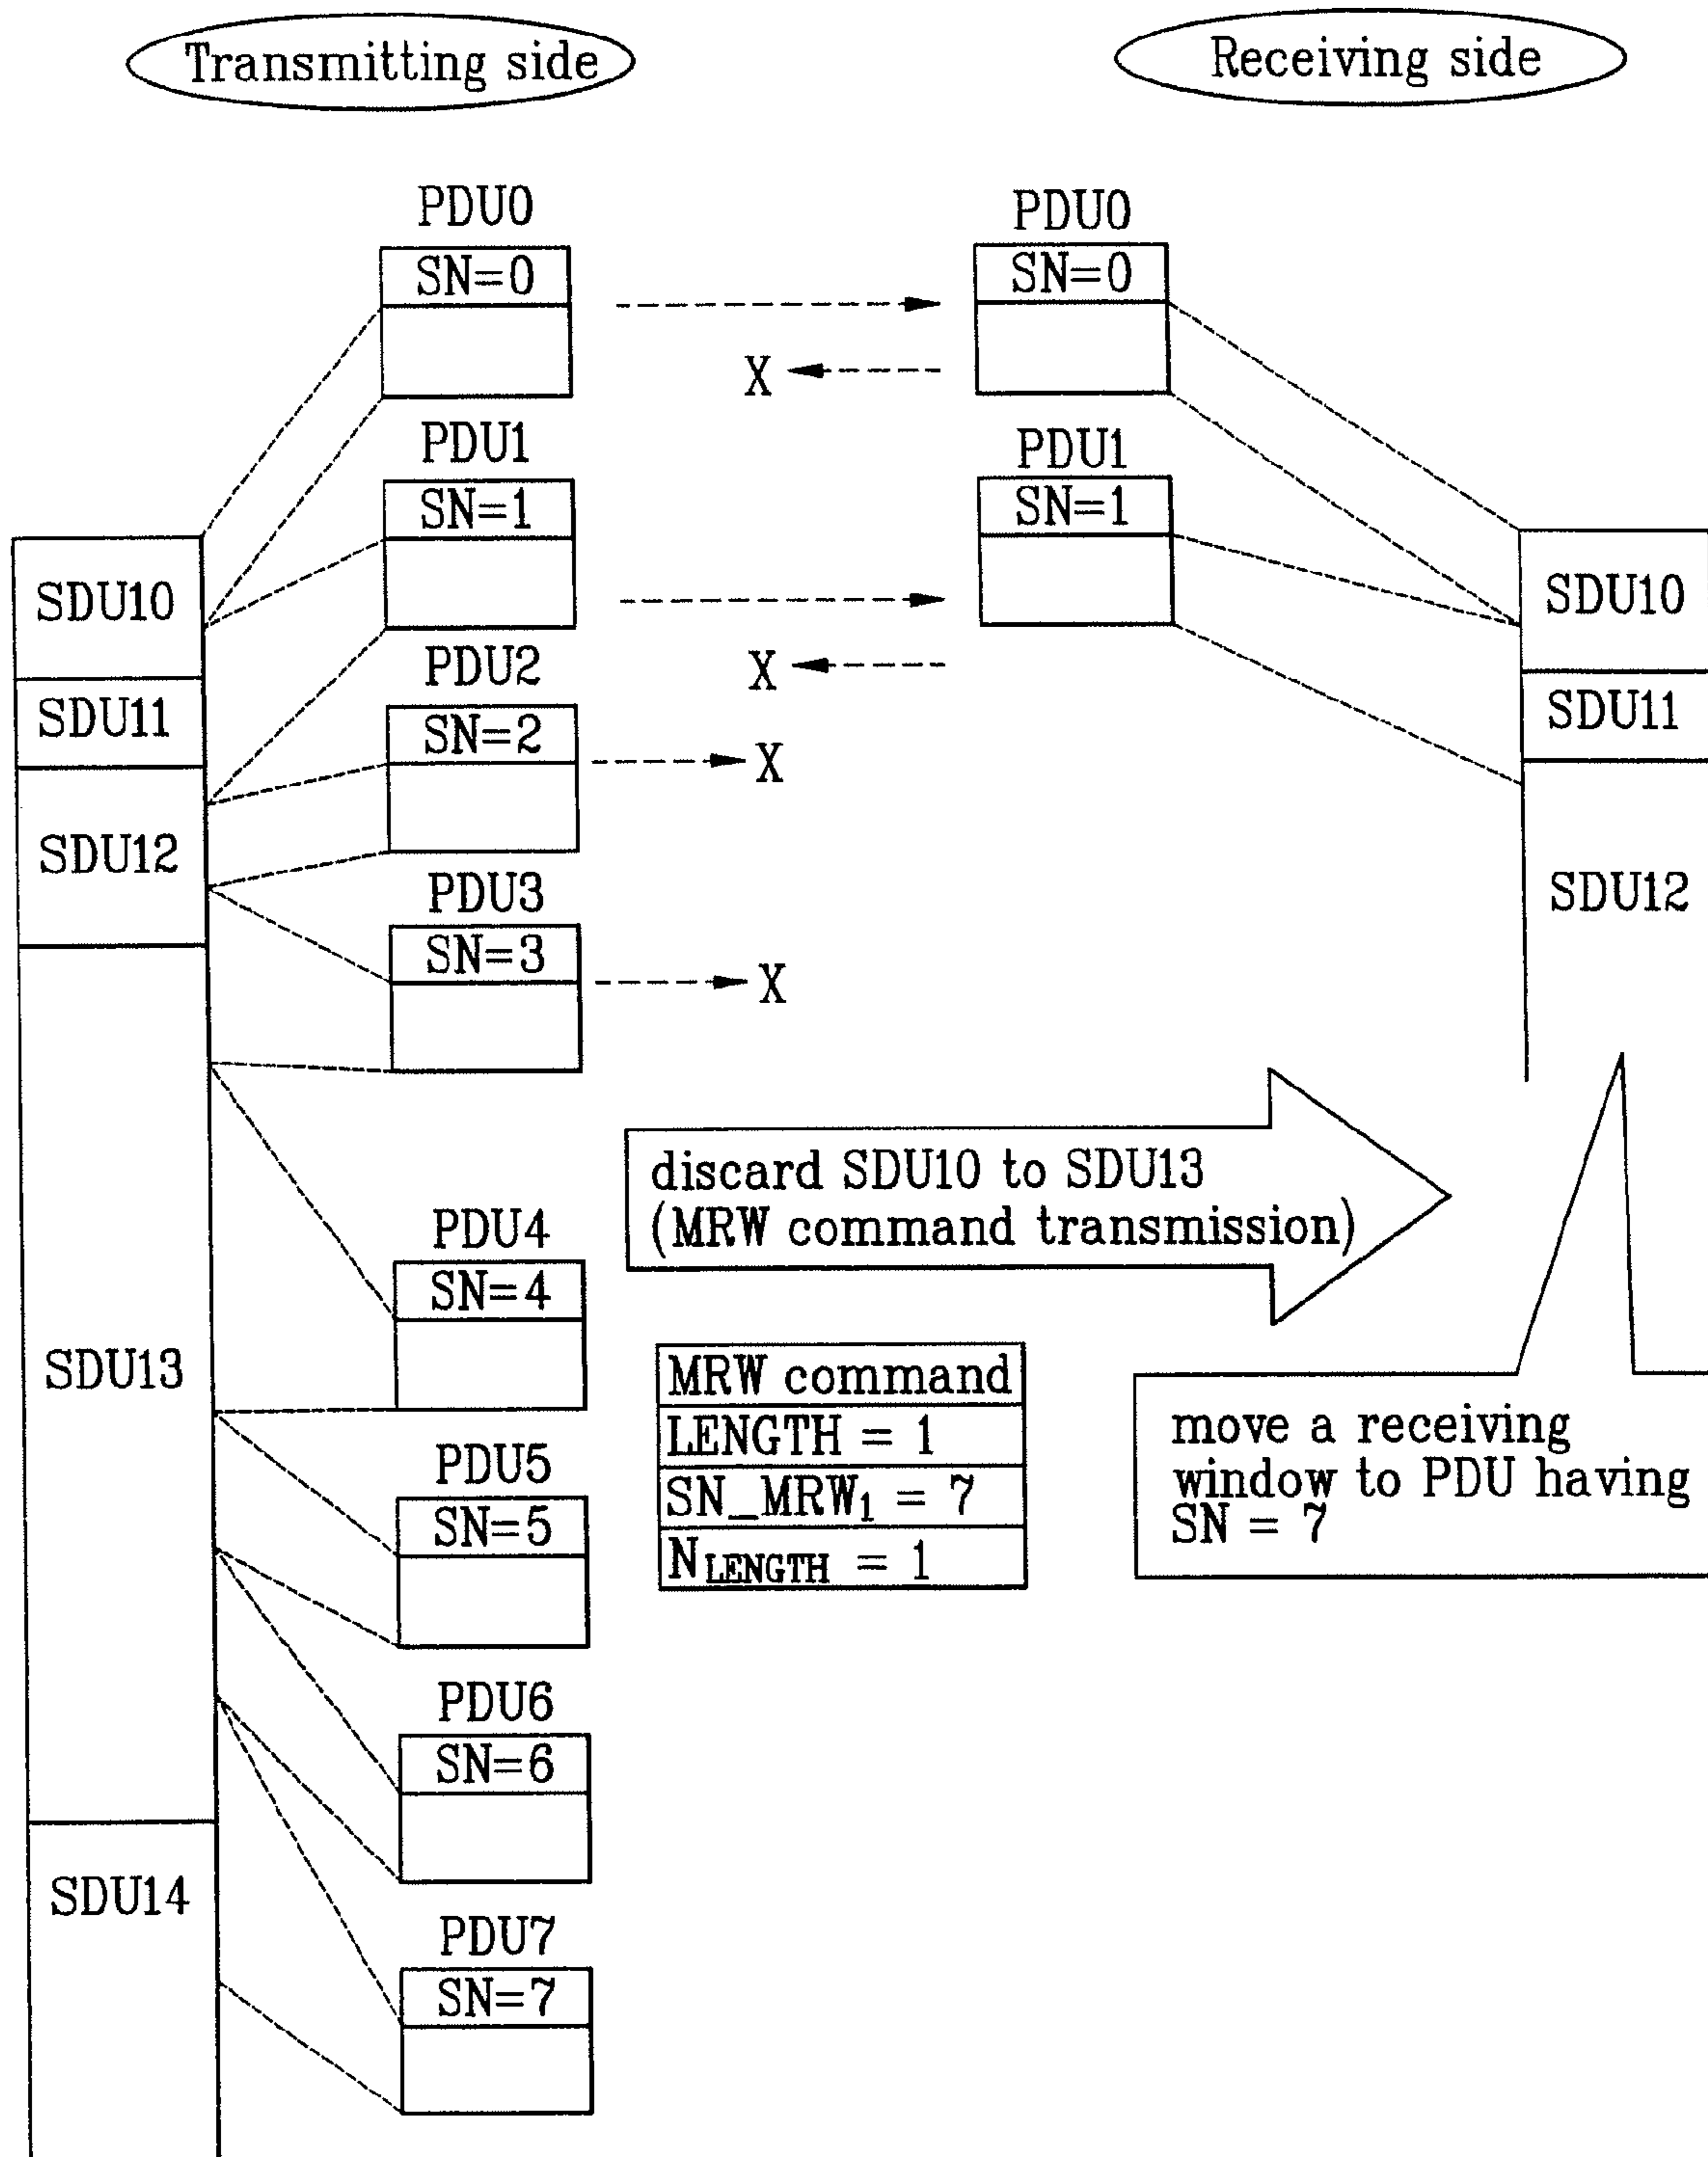 Transmitting side
Receiving side
PDU0
SN=0
PDU0
SN=0
X
PDU1
SN=1
PDU1
SN=1
SDU10
SDU10
X
PDU2
SN=2
X
SDU11
SDU11
SDU12
SDU12
PDU3
SN=3
X
discard SDU10 to SDU13
(MRW command transmission)
PDU4
SN=4
SDU13
MRW command
LENGTH = 1
SN_MRW₁ = 7
N_LENGTH = 1
move a receiving
window to PDU having
SN = 7
PDU5
SN=5
PDU6
SN=6
SDU14
PDU7
SN=7